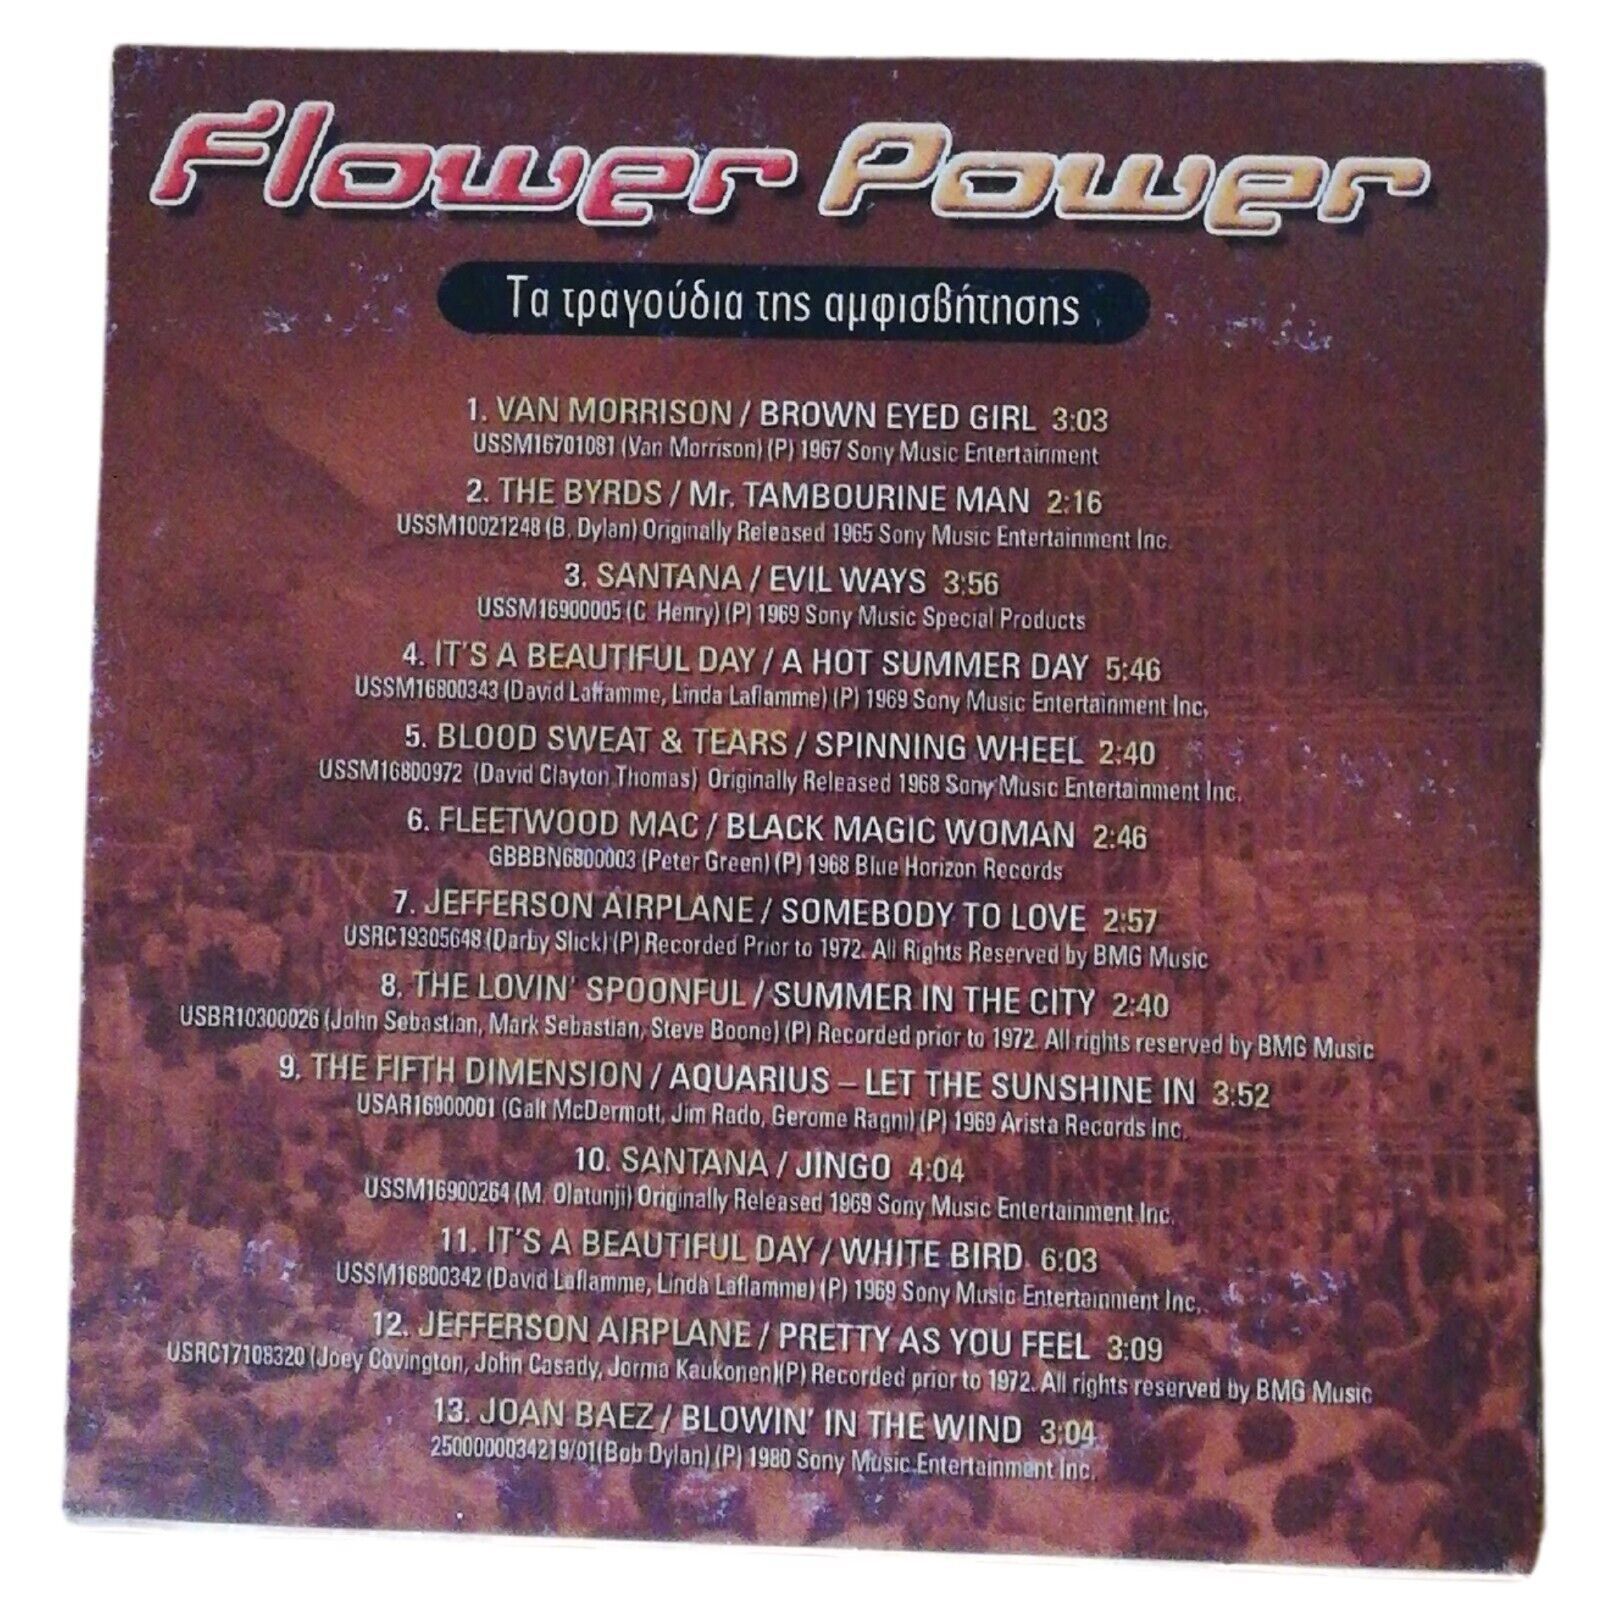 Flower Power
Τα τραγούδια της αμφισβήτησης
1. VAN MORRISON / BROWN EYED GIRL 3:03
USSM16701081 (Van Morrison) (P) 1967 Sony Music Entertainment
2. THE BYRDS / Mr. TAMBOURINE MAN 2:16
USSM10021248 (B. Dylan) Originally Released 1965 Sony Music Entertainment Inc.
3. SANTANA / EVIL WAYS 3:56
USSM16900005 (C. Henry) (P) 1969 Sony Music Special Products
4. IT'S A BEAUTIFUL DAY / A HOT SUMMER DAY 5:46
USSM16800343 (David Laflamme, Linda Laflamme) (P) 1969 Sony Music Entertainment Inc,
5. BLOOD SWEAT & TEARS / SPINNING WHEEL 2:40
USSM16800972 (David Clayton Thomas) Originally Released 1968 Sony Music Entertainment Inc.
6. FLEETWOOD MAC / BLACK MAGIC WOMAN 2:46
GBBBN6800003 (Peter Green) (P) 1968 Blue Horizon Records
7. JEFFERSON AIRPLANE / SOMEBODY TO LOVE 2:57
USRC19305648 (Darby Slick) (P) Recorded Prior to 1972. All Rights Reserved by BMG Music
8. THE LOVIN' SPOONFUL / SUMMER IN THE CITY 2:40
USBR10300026 (John Sebastian, Mark Sebastian, Steve Boone) (P) Recorded prior to 1972. All rights reserved by BMG Music
9. THE FIFTH DIMENSION / AQUARIUS – LET THE SUNSHINE IN 3:52
USAR16900001 (Galt McDermott, Jim Rado, Gerome Ragni) (P) 1969 Arista Records Inc.
10. SANTANA / JINGO 4:04
USSM16900264 (M. Olatunji) Originally Released 1969 Sony Music Entertainment Inc.
11. IT'S A BEAUTIFUL DAY / WHITE BIRD 6:03
USSM16800342 (David Laflamme, Linda Laflamme) (P) 1969 Sony Music Entertainment Inc,
12. JEFFERSON AIRPLANE / PRETTY AS YOU FEEL 3:09
USRC17108320 (Joey Covington, John Casady, Jorma Kaukonen)(P) Recorded prior to 1972. All rights reserved by BMG Music
13. JOAN BAEZ / BLOWIN' IN THE WIND 3:04
2500000034219/01(Bob Dylan) (P) 1980 Sony Music Entertainment Inc.